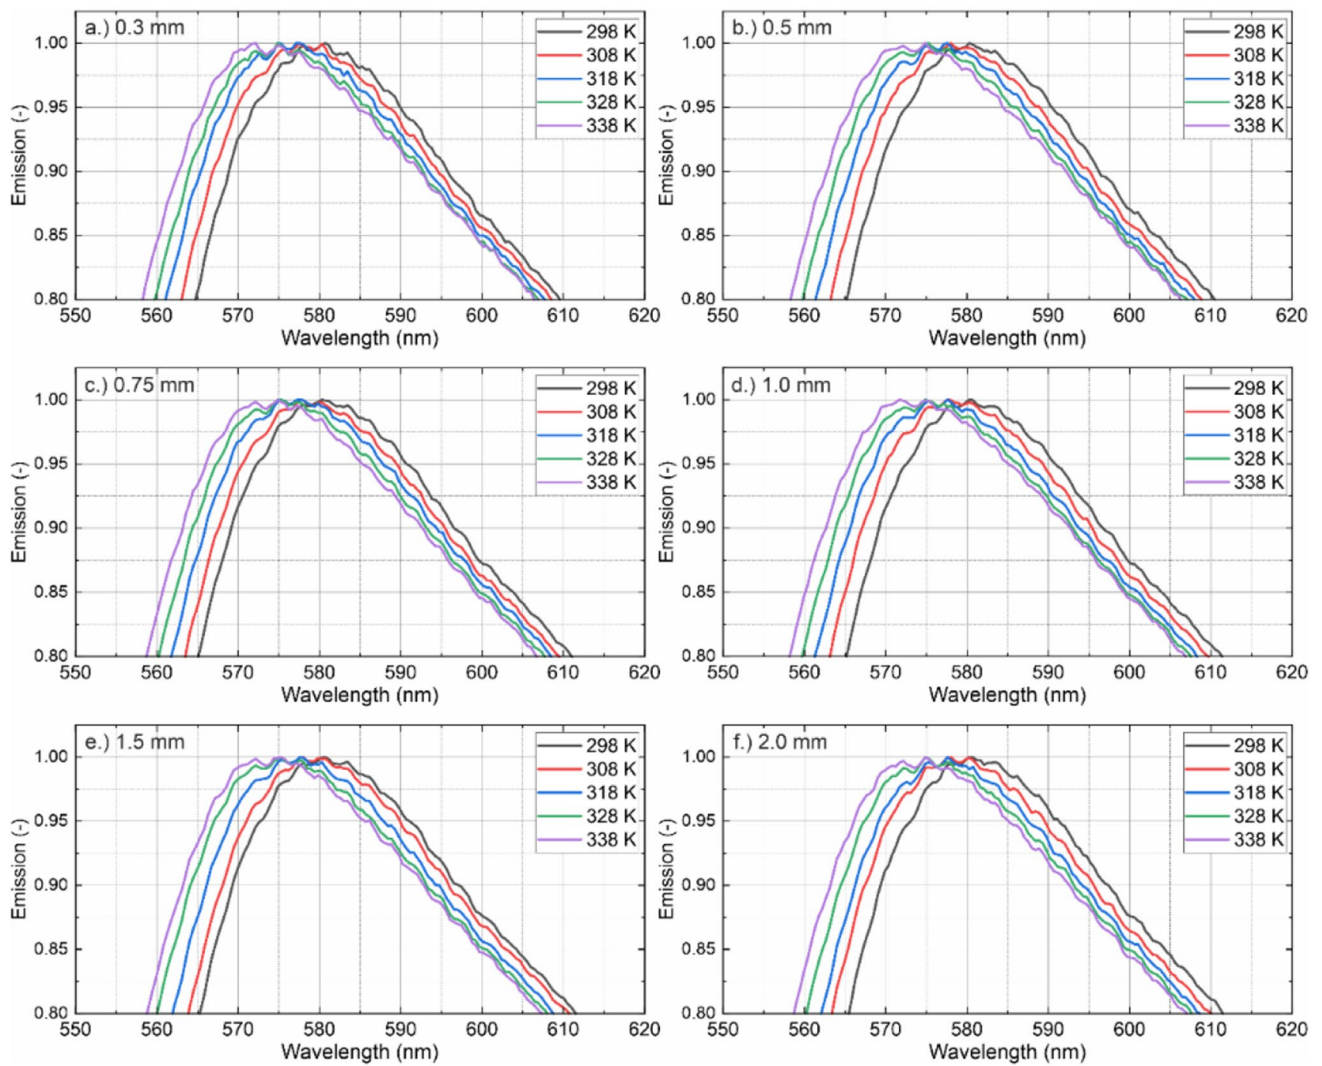 a.) 0.3 mm
298 K
308 K
318 K
328 K
338 K
1.00
0.95
0.90
0.85
0.80
Emission (-)
550 560 570 580 590 600 610 620
Wavelength (nm)
b.) 0.5 mm
298 K
308 K
318 K
328 K
338 K
1.00
0.95
0.90
0.85
0.80
Emission (-)
550 560 570 580 590 600 610 620
Wavelength (nm)
c.) 0.75 mm
298 K
308 K
318 K
328 K
338 K
1.00
0.95
0.90
0.85
0.80
Emission (-)
550 560 570 580 590 600 610 620
Wavelength (nm)
d.) 1.0 mm
298 K
308 K
318 K
328 K
338 K
1.00
0.95
0.90
0.85
0.80
Emission (-)
550 560 570 580 590 600 610 620
Wavelength (nm)
e.) 1.5 mm
298 K
308 K
318 K
328 K
338 K
1.00
0.95
0.90
0.85
0.80
Emission (-)
550 560 570 580 590 600 610 620
Wavelength (nm)
f.) 2.0 mm
298 K
308 K
318 K
328 K
338 K
1.00
0.95
0.90
0.85
0.80
Emission (-)
550 560 570 580 590 600 610 620
Wavelength (nm)